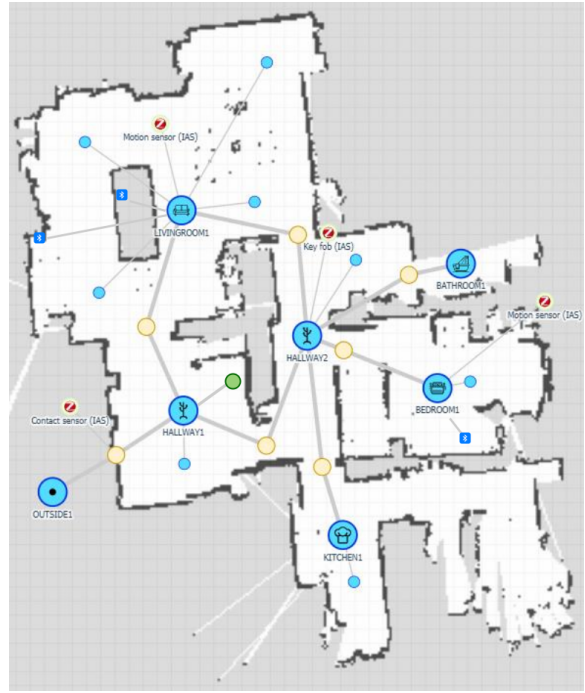 Motion sensor (IAS)
LIVINGROOM1
Key fob (IAS)
BATHROOM1
Motion sensor (IAS)
HALLWAY2
BEDROOM1
Contact sensor (IAS)
HALLWAY1
OUTSIDE1
KITCHEN1